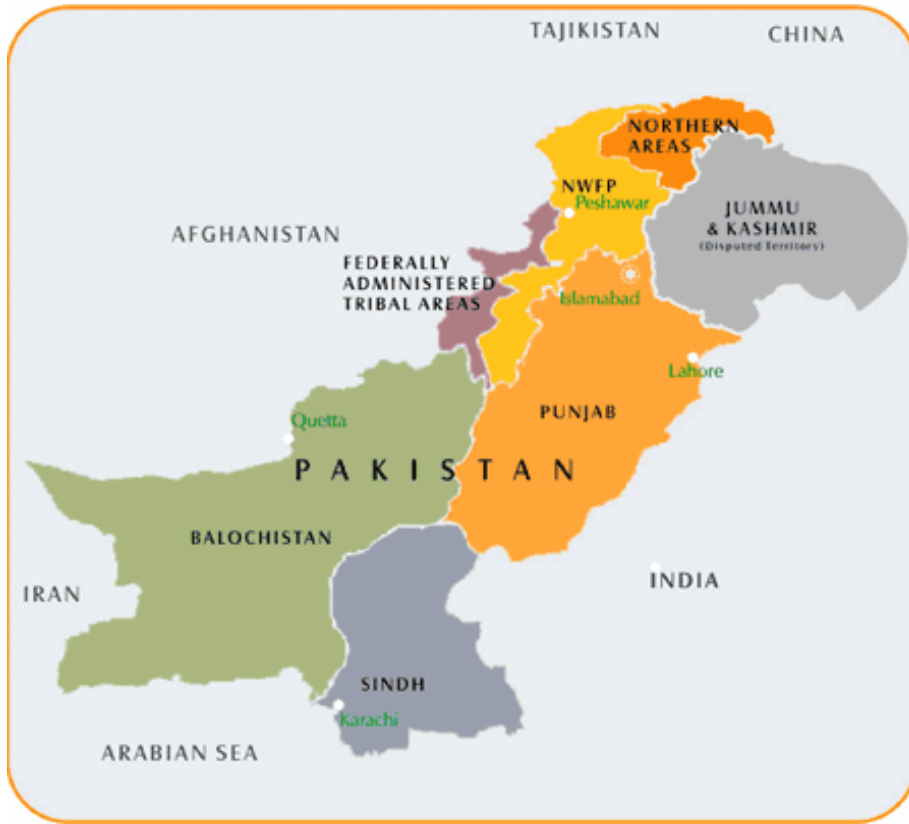 TAJIKISTAN
CHINA
NORTHERN
AREAS
NWFP
Peshawar
JUMMU
& KASHMIR
(Disputed Territory)
AFGHANISTAN
FEDERALLY
ADMINISTERED
TRIBAL AREAS
Islamabad
Lahore
PUNJAB
Quetta
PAKISTAN
BALOCHISTAN
INDIA
IRAN
SINDH
Karachi
ARABIAN SEA